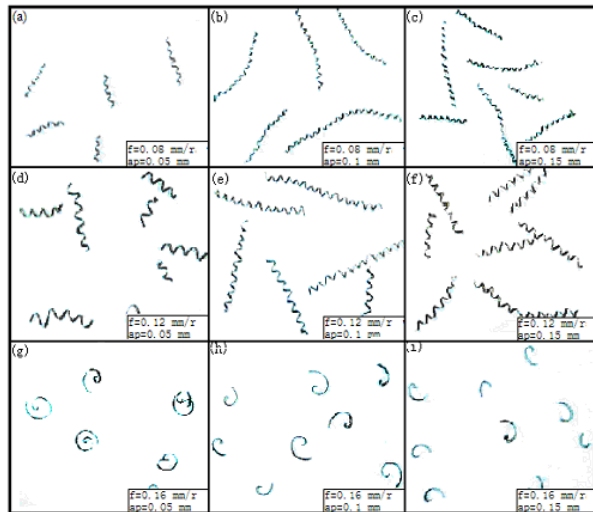 (a)
f=0.08 mm/r
ap=0.05 mm
(b)
f=0.08 mm/r
ap=0.1 mm
(c)
f=0.08 mm/r
ap=0.15 mm
(d)
f=0.12 mm/r
ap=0.05 mm
(e)
f=0.12 mm/r
ap=0.1 mm
(f)
f=0.12 mm/r
ap=0.15 mm
(g)
f=0.16 mm/r
ap=0.05 mm
(h)
f=0.16 mm/r
ap=0.1 mm
(i)
f=0.16 mm/r
ap=0.15 mm